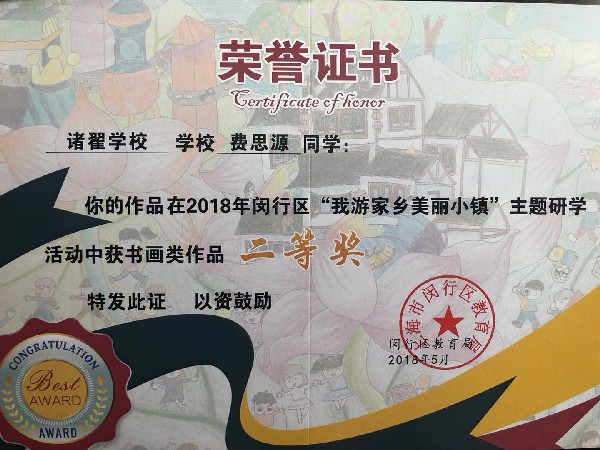 荣誉证书
Certificate of honor
诸翟学校 学校 费思源 同学：
你的作品在2018年闵行区“我游家乡美丽小镇”主题研学
活动中获书画类作品 二等奖
特发此证 以资鼓励
海市闵行区教育局
闵行区教育局
2018年5月
CONGRATULATION
Best
AWARD
AWARD